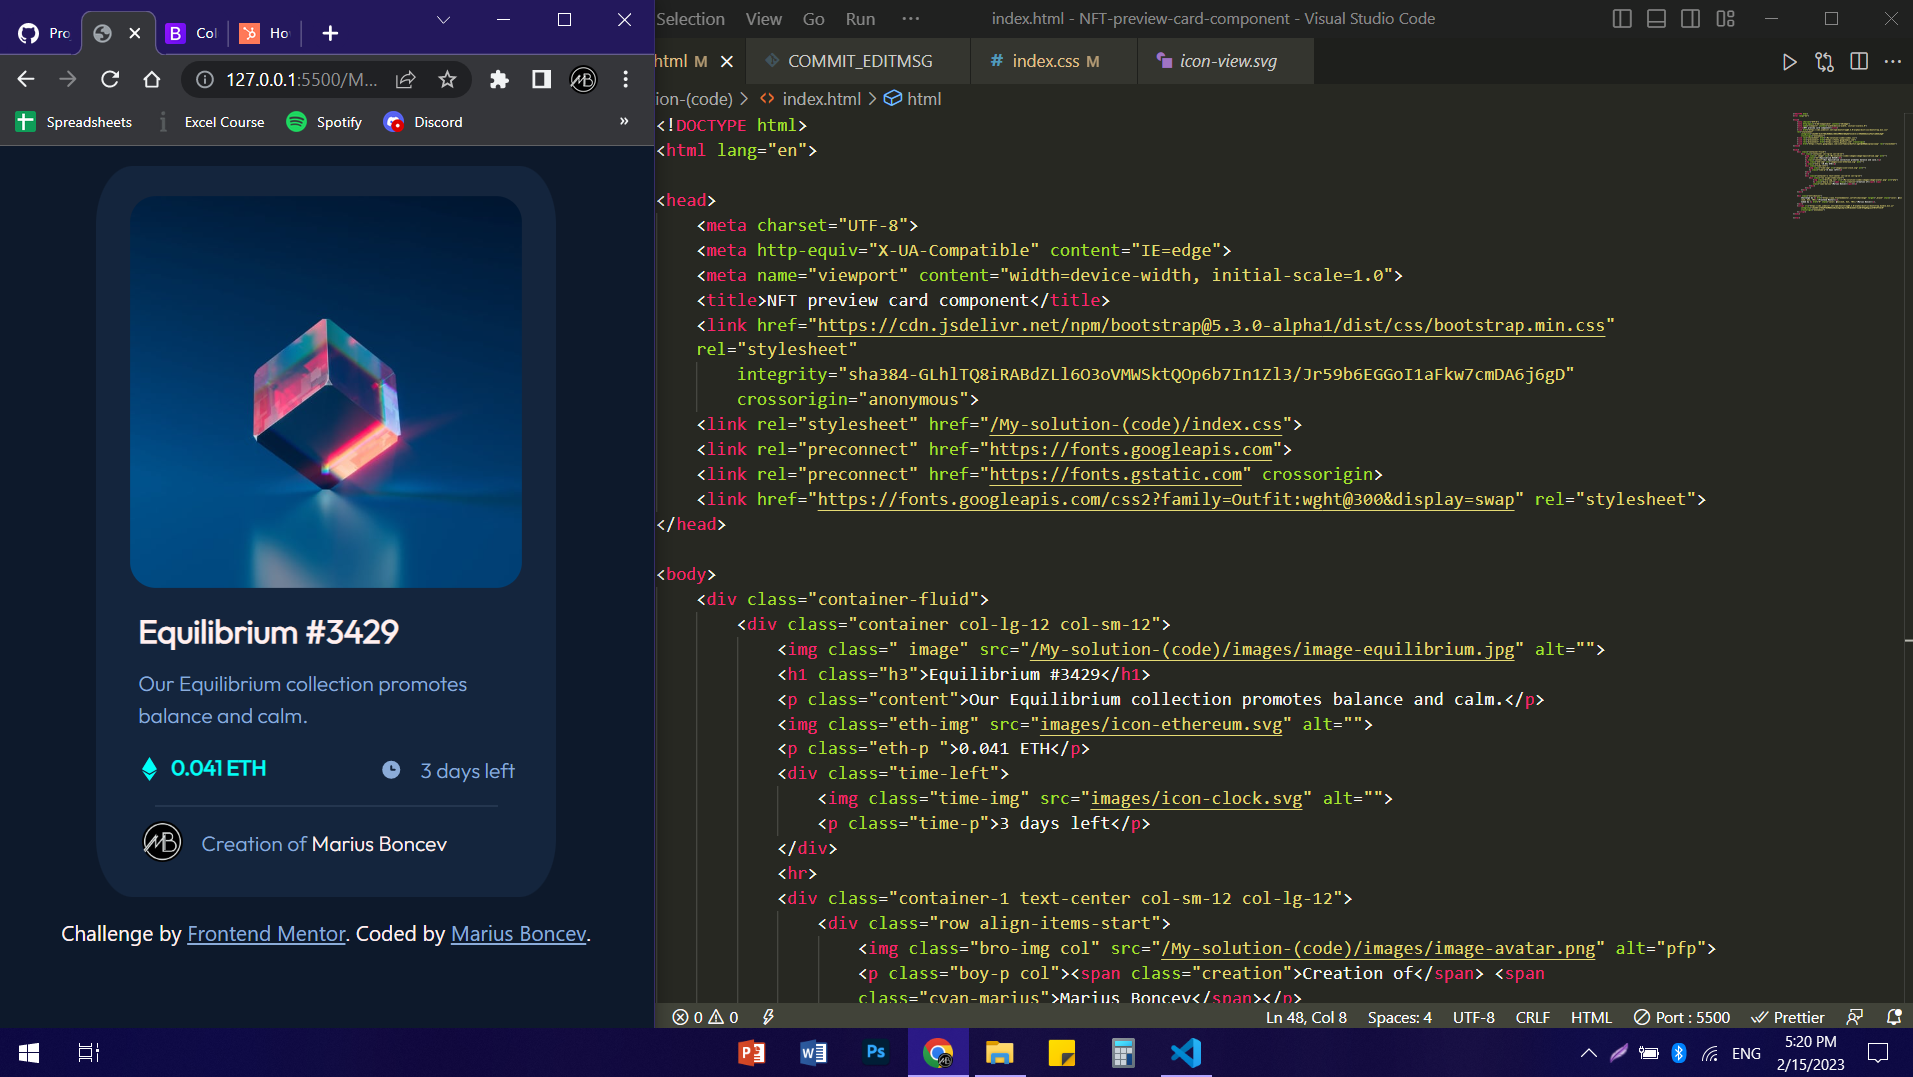 Pro
Col
Ho
127.0.0.1:5500/M...
Spreadsheets
Excel Course
Spotify
Discord
»
Equilibrium #3429
Our Equilibrium collection promotes
balance and calm.
0.041 ETH
3 days left
MB
Creation of Marius Boncev
Challenge by Frontend Mentor. Coded by Marius Boncev.
Selection View Go Run ···
index.html - NFT-preview-card-component - Visual Studio Code
html M
COMMIT_EDITMSG
# index.css M
icon-view.svg
ion-(code) > index.html > html
<!DOCTYPE html>
<html lang="en">
<head>
<meta charset="UTF-8">
<meta http-equiv="X-UA-Compatible" content="IE=edge">
<meta name="viewport" content="width=device-width, initial-scale=1.0">
<title>NFT preview card component</title>
<link href="https://cdn.jsdelivr.net/npm/bootstrap@5.3.0-alpha1/dist/css/bootstrap.min.css"
rel="stylesheet"
integrity="sha384-GLhlTQ8iRABdZLl6O3oVMWSktQOp6b7In1Zl3/Jr59b6EGGoI1aFkw7cmDA6j6gD"
crossorigin="anonymous">
<link rel="stylesheet" href="/My-solution-(code)/index.css">
<link rel="preconnect" href="https://fonts.googleapis.com">
<link rel="preconnect" href="https://fonts.gstatic.com" crossorigin>
<link href="https://fonts.googleapis.com/css2?family=Outfit:wght@300&display=swap" rel="stylesheet">
</head>
<body>
<div class="container-fluid">
<div class="container col-lg-12 col-sm-12">
<img class=" image" src="/My-solution-(code)/images/image-equilibrium.jpg" alt="">
<h1 class="h3">Equilibrium #3429</h1>
<p class="content">Our Equilibrium collection promotes balance and calm.</p>
<img class="eth-img" src="images/icon-ethereum.svg" alt="">
<p class="eth-p ">0.041 ETH</p>
<div class="time-left">
<img class="time-img" src="images/icon-clock.svg" alt="">
<p class="time-p">3 days left</p>
</div>
<hr>
<div class="container-1 text-center col-sm-12 col-lg-12">
<div class="row align-items-start">
<img class="bro-img col" src="/My-solution-(code)/images/image-avatar.png" alt="pfp">
<p class="boy-p col"><span class="creation">Creation of</span> <span
class="cyan-marius">Marius Boncev</span></p>
0 0
Ln 48, Col 8 Spaces: 4 UTF-8 CRLF HTML Port : 5500 Prettier
ENG
5:20 PM
2/15/2023